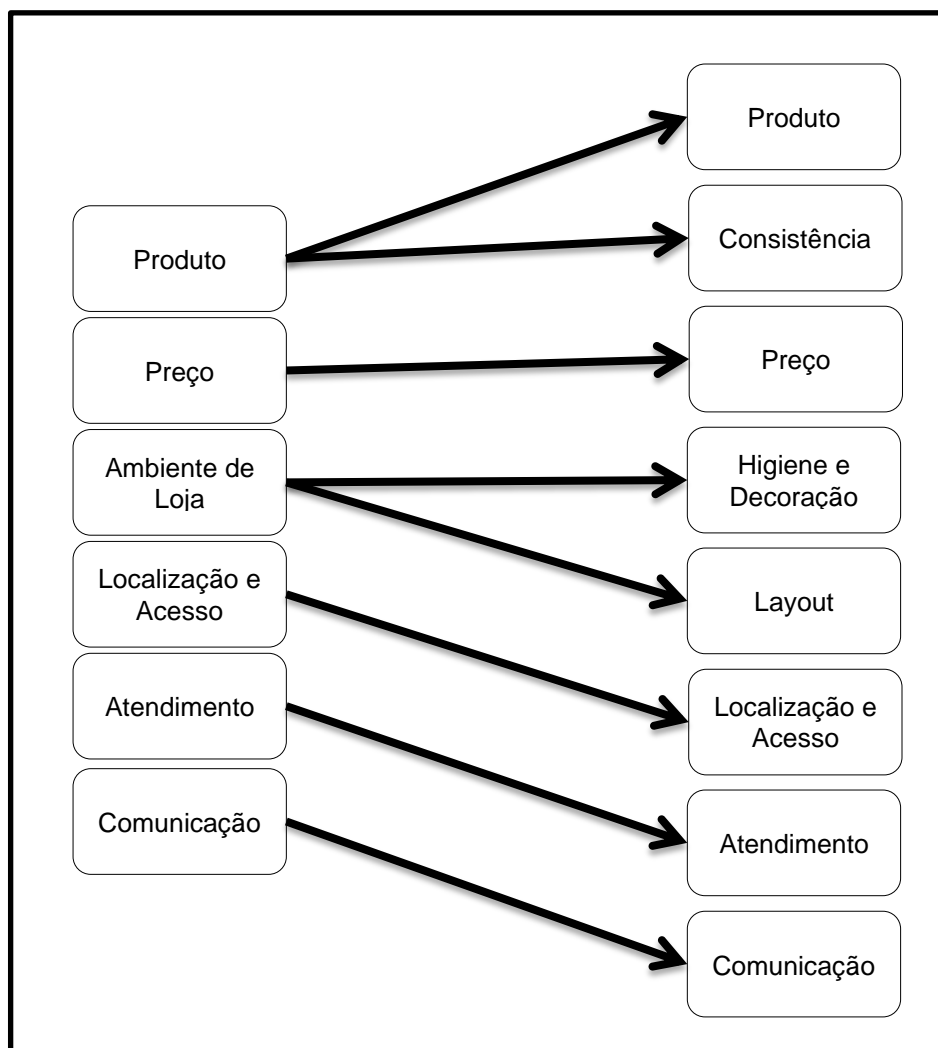 Produto
Preço
Ambiente de
Loja
Localização e
Acesso
Atendimento
Comunicação
Produto
Consistência
Preço
Higiene e
Decoração
Layout
Localização e
Acesso
Atendimento
Comunicação